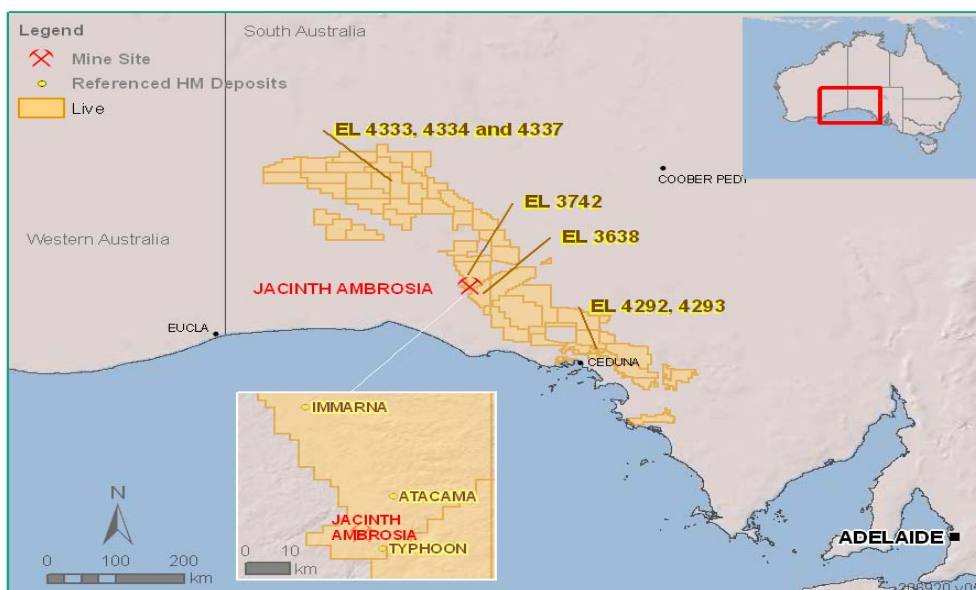 Legend
Mine Site
Referenced HM Deposits
Live
South Australia
EL 4333, 4334 and 4337
COOBER PEDY
EL 3742
EL 3638
Western Australia
JACINTH AMBROSIA
EL 4292, 4293
EUCLA
CEDUNA
IMMARNA
ATACAMA
JACINTH
AMBROSIA
TYPHOON
0 10
km
N
0 100 200
km
ADELAIDE